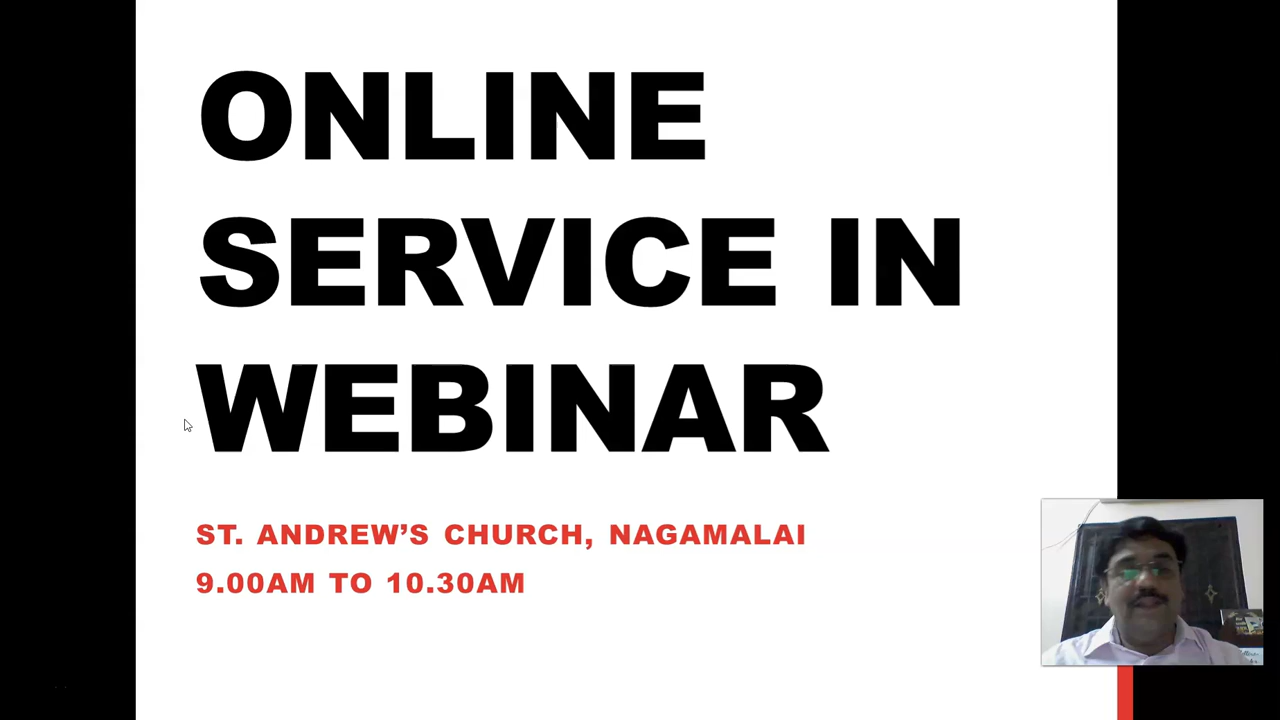 ONLINE
SERVICE IN
WEBINAR
ST. ANDREW’S CHURCH, NAGAMALAI
9.00AM TO 10.30AM